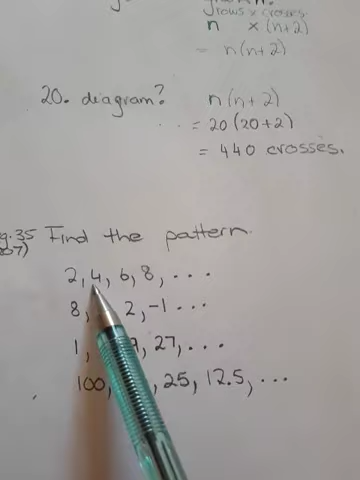 rows x crosses
n x (n+2)
= n(n+2)
20. diagram? n(n+2)
= 20(20+2)
= 440 crosses.
Find the pattern.
2, 4, 6, 8, ...
8, 2, -1 ...
1, 27, ...
100, 25, 12.5, ...